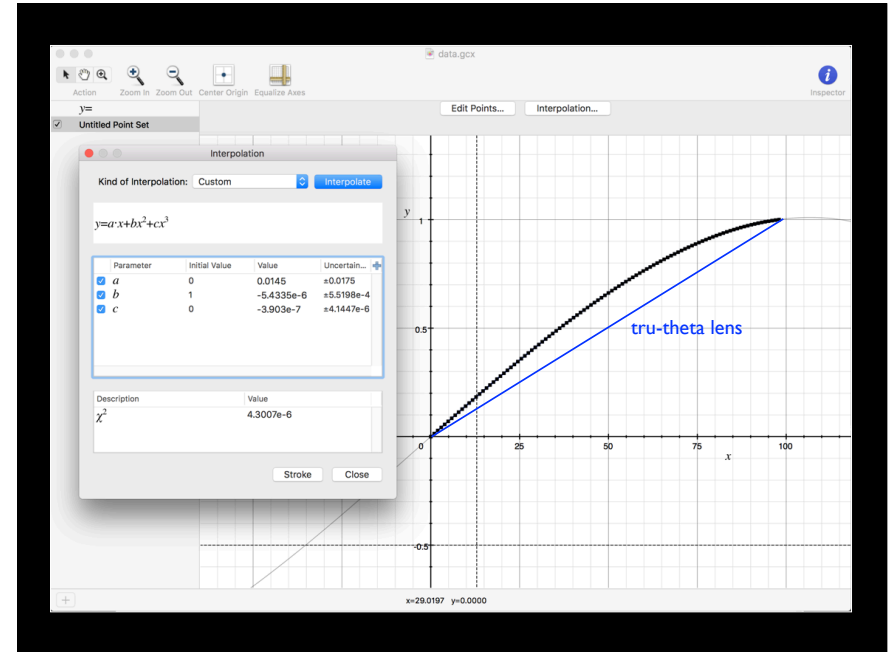 data.gcx
Action Zoom In Zoom Out Center Origin Equalize Axes Inspector
y=
Edit Points... Interpolation...
Untitled Point Set
Interpolation
Kind of Interpolation: Custom Interpolate
y=a·x+bx²+cx³
Parameter Initial Value Value Uncertain...
a 0 0.0145 ±0.0175
b 1 -5.4335e-6 ±5.5198e-4
c 0 -3.903e-7 ±4.1447e-6
Description Value
χ² 4.3007e-6
Stroke Close
y
1
0.5
tru-theta lens
0 25 50 75 100
x
-0.5
x=29.0197 y=0.0000